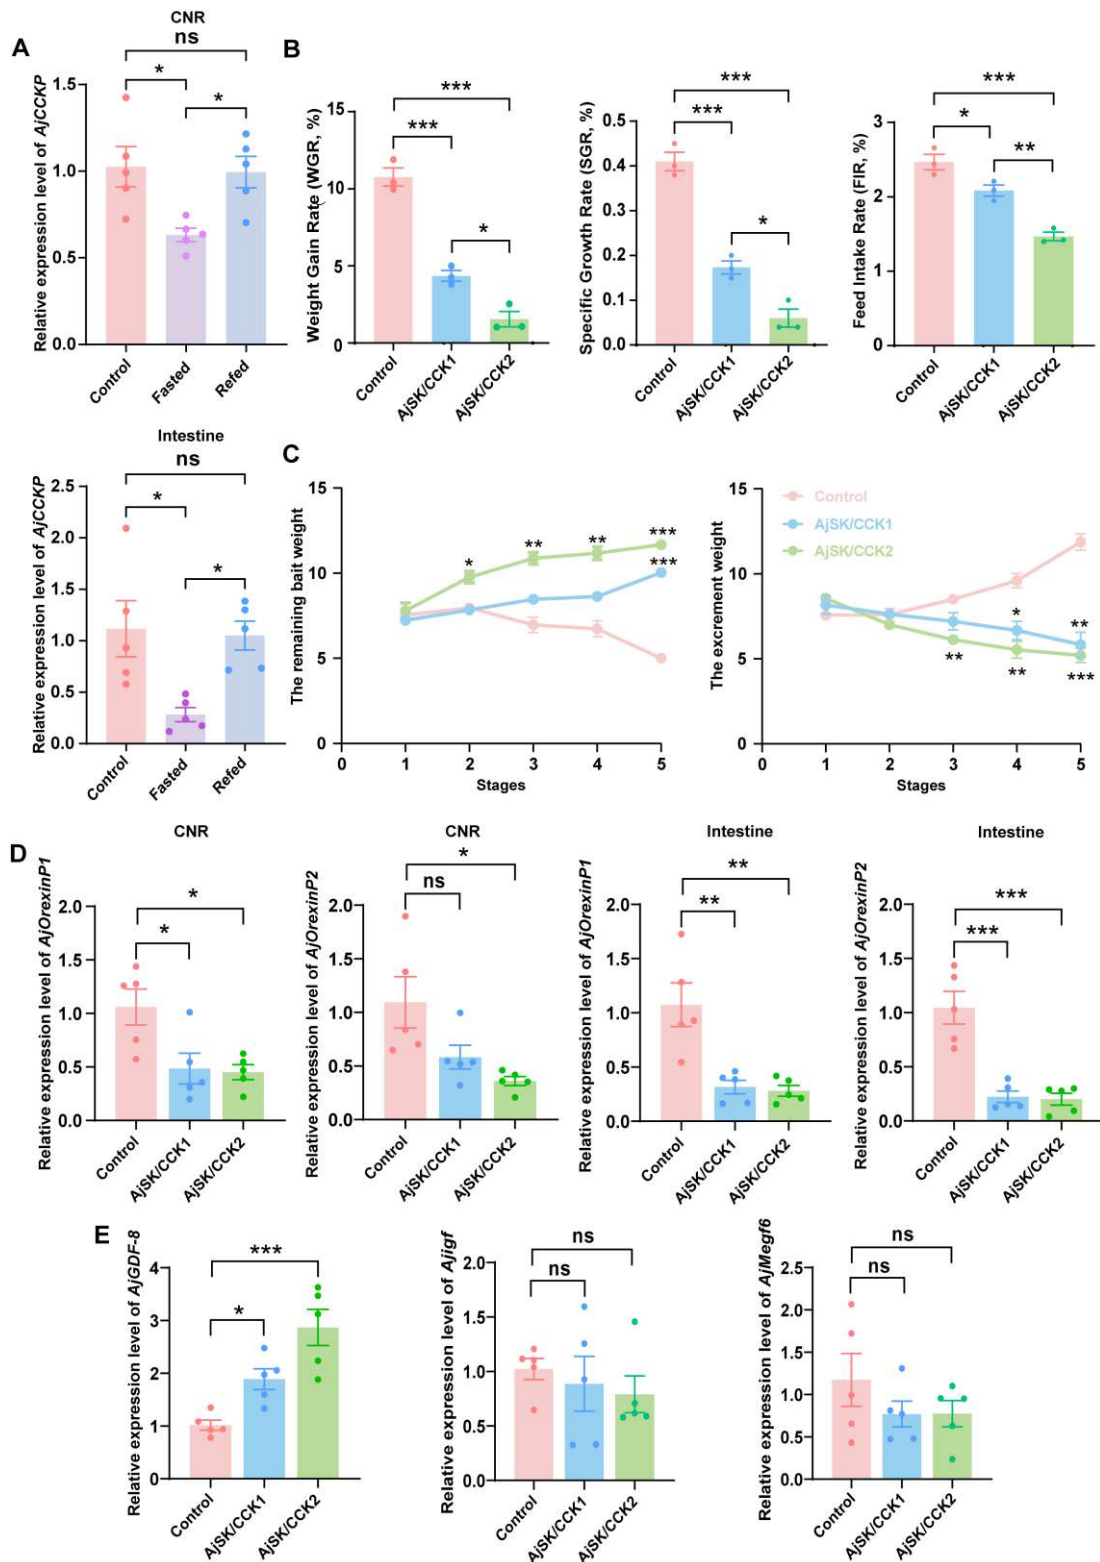 A
CNR
ns
*
*
Relative expression level of AjCCKP
1.5
1.0
0.5
0.0
Control
Fasted
Refed
Intestine
ns
*
*
Relative expression level of AjCCKP
2.5
2.0
1.5
1.0
0.5
0.0
Control
Fasted
Refed
B
***
***
*
Weight Gain Rate (WGR, %)
15
10
5
0
Control
AjSK/CCK1
AjSK/CCK2
***
***
*
Specific Growth Rate (SGR, %)
0.5
0.4
0.3
0.2
0.1
0.0
Control
AjSK/CCK1
AjSK/CCK2
***
*
**
Feed Intake Rate (FIR, %)
3
2
1
0
Control
AjSK/CCK1
AjSK/CCK2
C
The remaining bait weight
15
10
5
0
*
**
**
***
***
0
1
2
3
4
5
Stages
The excrement weight
15
10
5
0
Control
AjSK/CCK1
AjSK/CCK2
*
**
**
**
***
0
1
2
3
4
5
Stages
D
CNR
*
*
Relative expression level of AjOrexinP1
2.0
1.5
1.0
0.5
0.0
Control
AjSK/CCK1
AjSK/CCK2
CNR
*
ns
Relative expression level of AjOrexinP2
2.0
1.5
1.0
0.5
0.0
Control
AjSK/CCK1
AjSK/CCK2
Intestine
**
**
Relative expression level of AjOrexinP1
2.0
1.5
1.0
0.5
0.0
Control
AjSK/CCK1
AjSK/CCK2
Intestine
***
***
Relative expression level of AjOrexinP2
2.0
1.5
1.0
0.5
0.0
Control
AjSK/CCK1
AjSK/CCK2
E
***
*
Relative expression level of AjGDF-8
4
3
2
1
0
Control
AjSK/CCK1
AjSK/CCK2
ns
ns
Relative expression level of Ajigf
2.0
1.5
1.0
0.5
0.0
Control
AjSK/CCK1
AjSK/CCK2
ns
ns
Relative expression level of AjMegf6
2.5
2.0
1.5
1.0
0.5
0.0
Control
AjSK/CCK1
AjSK/CCK2